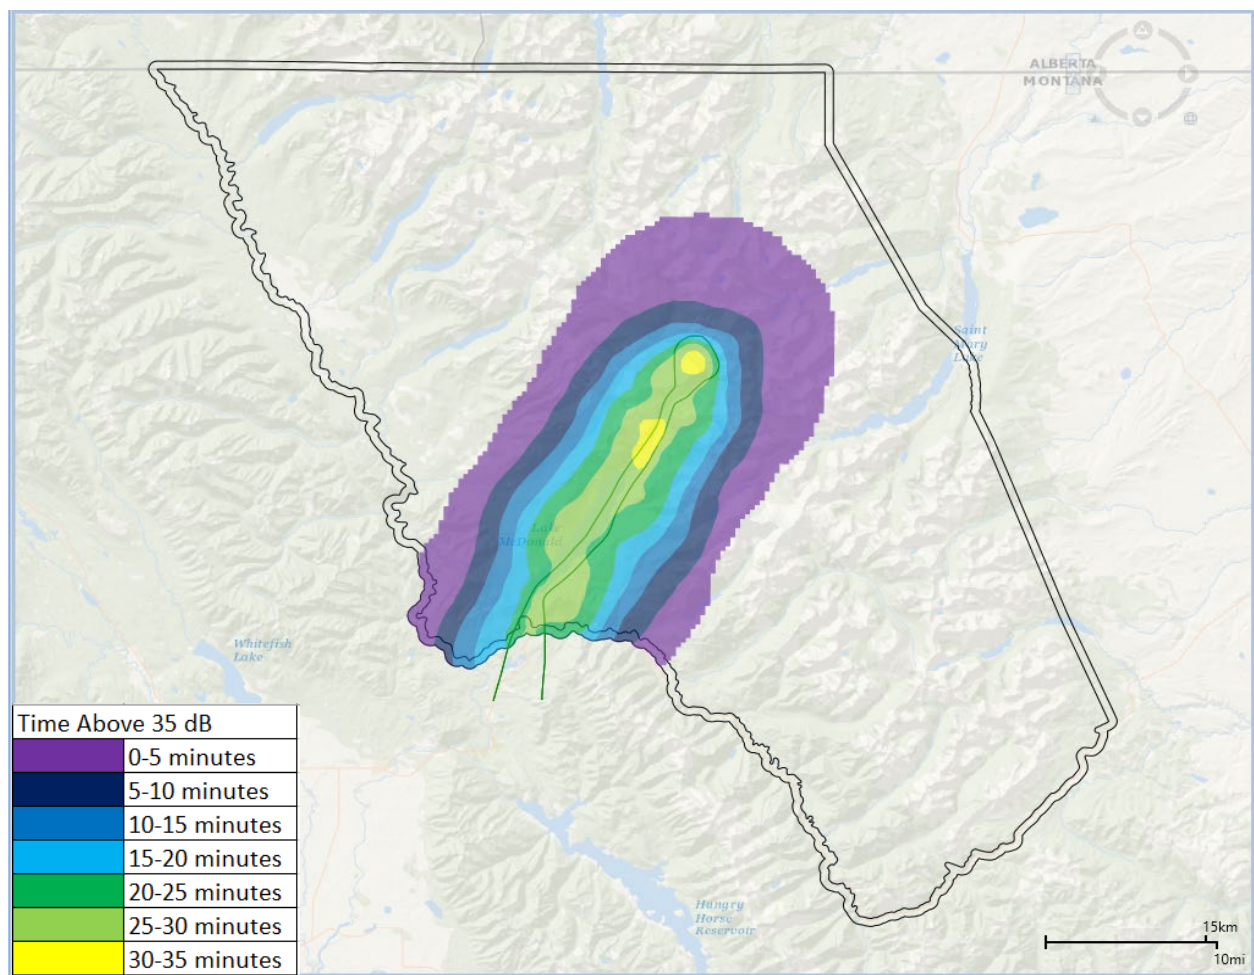 ALBERTA
MONTANA
Saint
Mary
Lake
Lake
McDonald
Whitefish
Lake
Time Above 35 dB
0-5 minutes
5-10 minutes
10-15 minutes
15-20 minutes
20-25 minutes
25-30 minutes
30-35 minutes
Hungry
Horse
Reservoir
15km
10mi